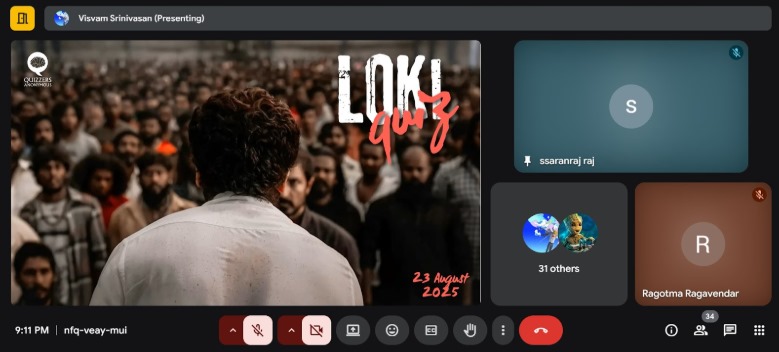 Visvam Srinivasan (Presenting)
QUIZZERS
ANONYMOUS
LOKI
quiz
23 August
2025
S
ssaranraj raj
31 others
R
Ragotma Ragavendar
9:11 PM | nfq-veay-mui
CC
34